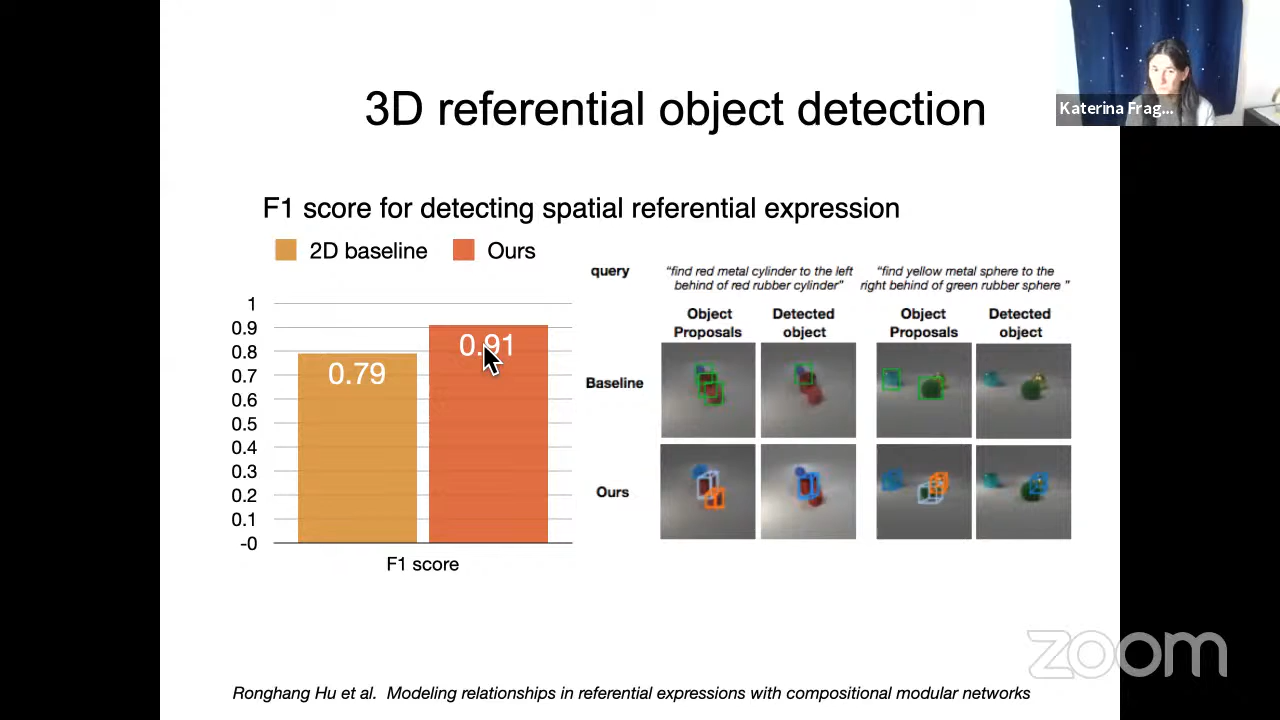 3D referential object detection
Katerina Frag...
F1 score for detecting spatial referential expression
2D baseline
Ours
1
0.9
0.8
0.7
0.6
0.5
0.4
0.3
0.2
0.1
-0
0.79
0.91
F1 score
query
"find red metal cylinder to the left
behind of red rubber cylinder"
"find yellow metal sphere to the
right behind of green rubber sphere "
Object
Proposals
Detected
object
Object
Proposals
Detected
object
Baseline
Ours
zoom
Ronghang Hu et al. Modeling relationships in referential expressions with compositional modular networks